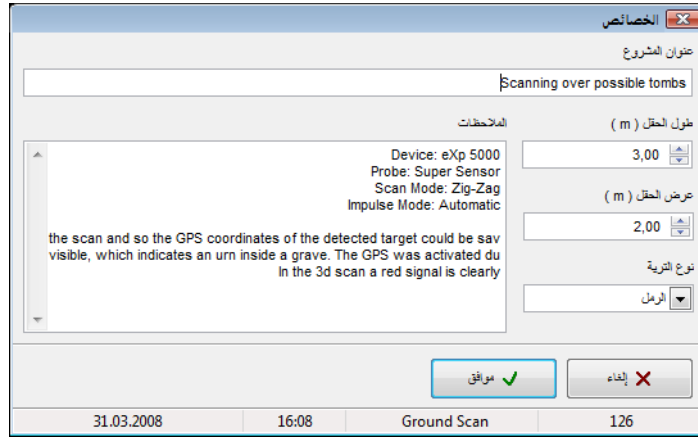 الخصائص
عنوان المشروع
Scanning over possible tombs
طول الحقل ( m )
3,00
عرض الحقل ( m )
2,00
نوع التربة
الرمل
الملاحظات
Device: eXp 5000
Probe: Super Sensor
Scan Mode: Zig-Zag
Impulse Mode: Automatic
the scan and so the GPS coordinates of the detected target could be sav
visible, which indicates an urn inside a grave. The GPS was activated du
In the 3d scan a red signal is clearly
موافق
إلغاء
31.03.2008
16:08
Ground Scan
126